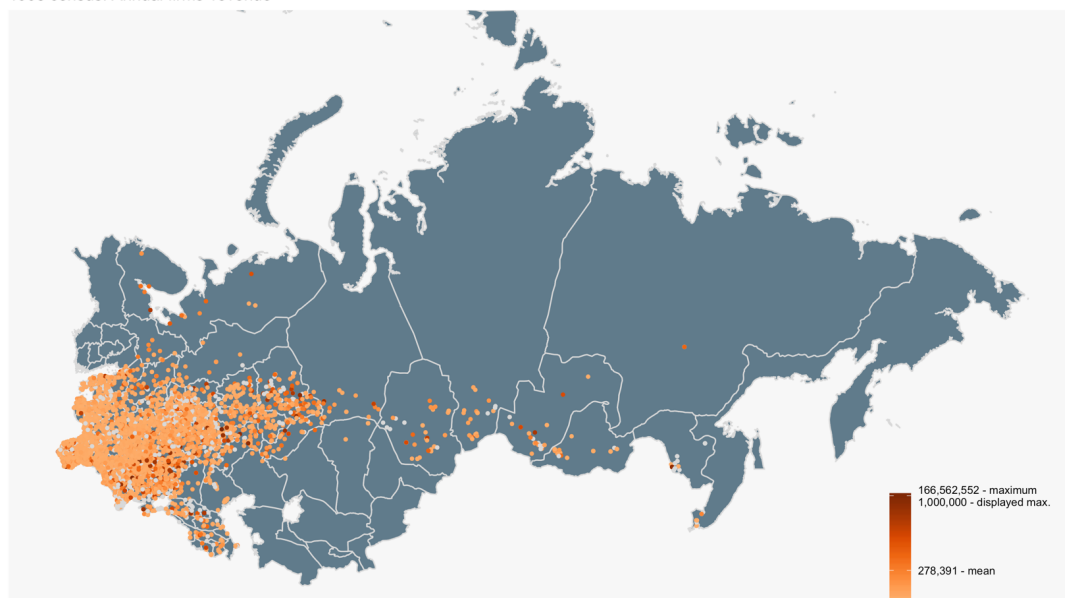 166,562,552 - maximum
1,000,000 - displayed max.
278,391 - mean